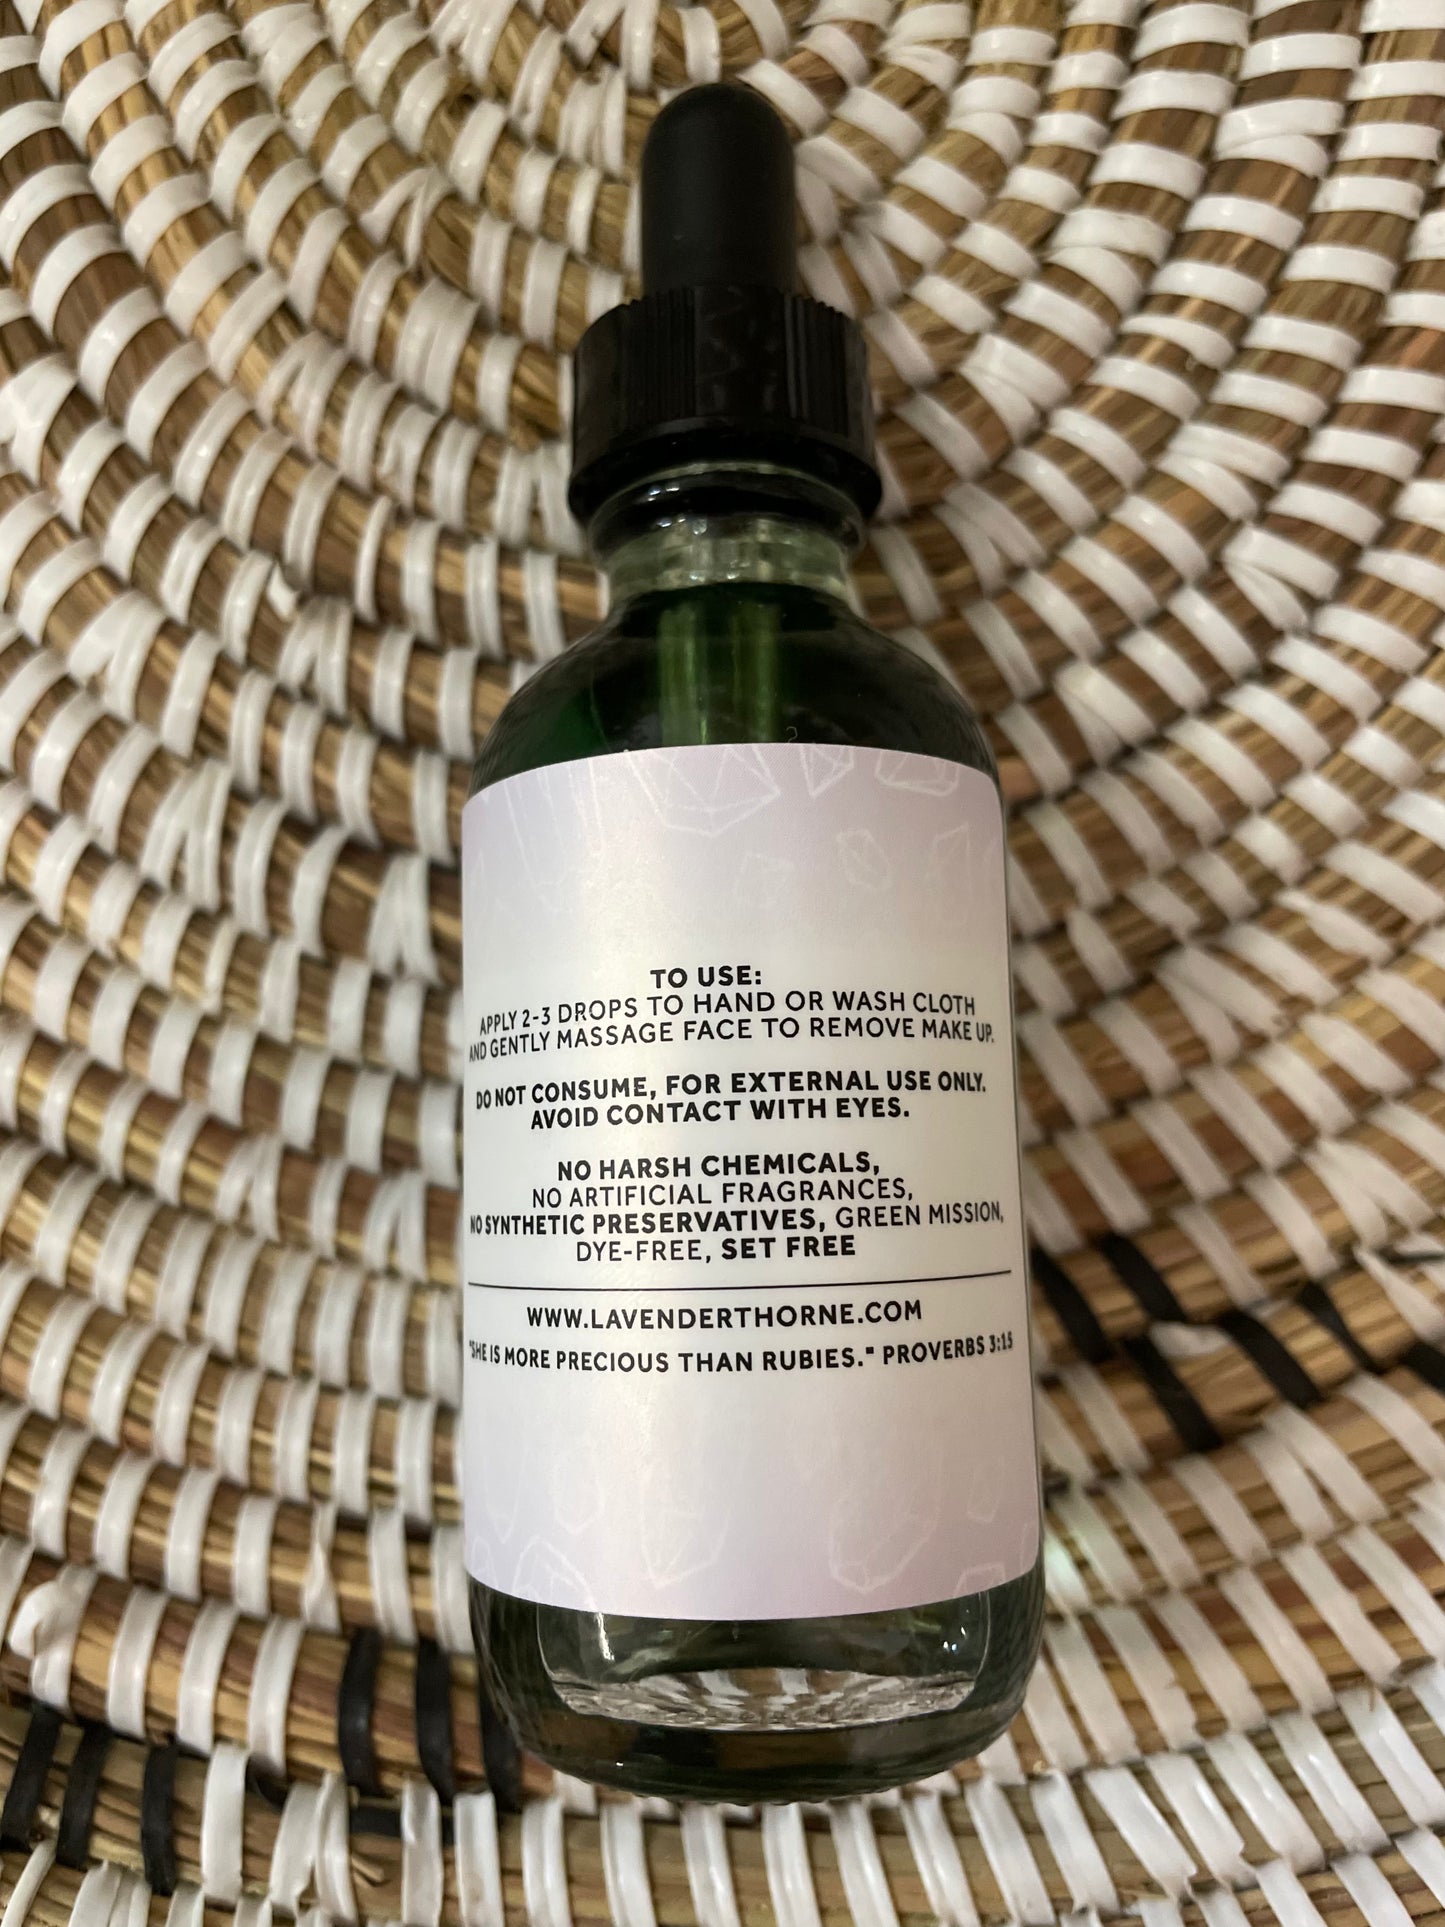 TO USE:
APPLY 2-3 DROPS TO HAND OR WASH CLOTH
AND GENTLY MASSAGE FACE TO REMOVE MAKE UP.
DO NOT CONSUME, FOR EXTERNAL USE ONLY.
AVOID CONTACT WITH EYES.
NO HARSH CHEMICALS,
NO ARTIFICIAL FRAGRANCES,
NO SYNTHETIC PRESERVATIVES, GREEN MISSION,
DYE-FREE, SET FREE
WWW.LAVENDERTHORNE.COM
"SHE IS MORE PRECIOUS THAN RUBIES." PROVERBS 3:15